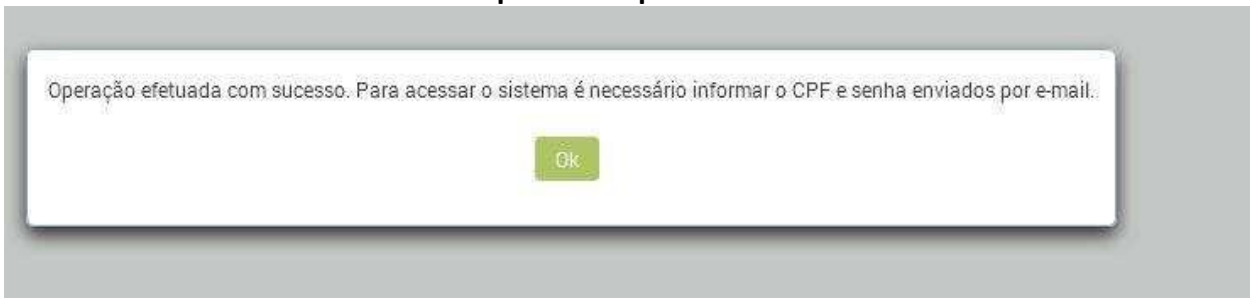 Operação efetuada com sucesso. Para acessar o sistema é necessário informar o CPF e senha enviados por e-mail.
Ok